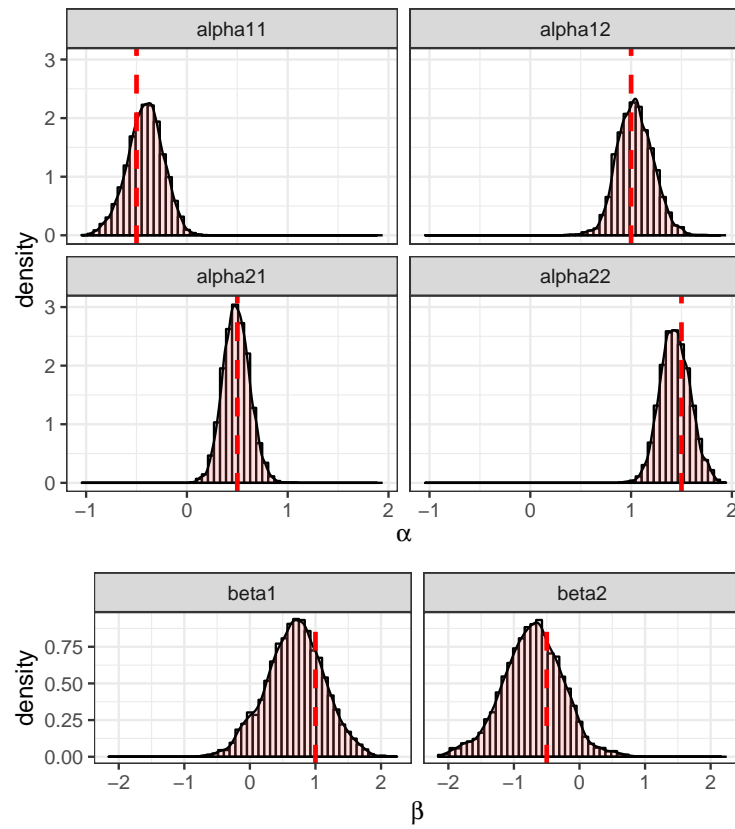 alpha11 alpha12
3
2
1
0
alpha21 alpha22
3
2
1
0
density
−1 0 1 2 −1 0 1 2
α
beta1 beta2
0.75
0.50
0.25
0.00
density
−2 −1 0 1 2 −2 −1 0 1 2
β